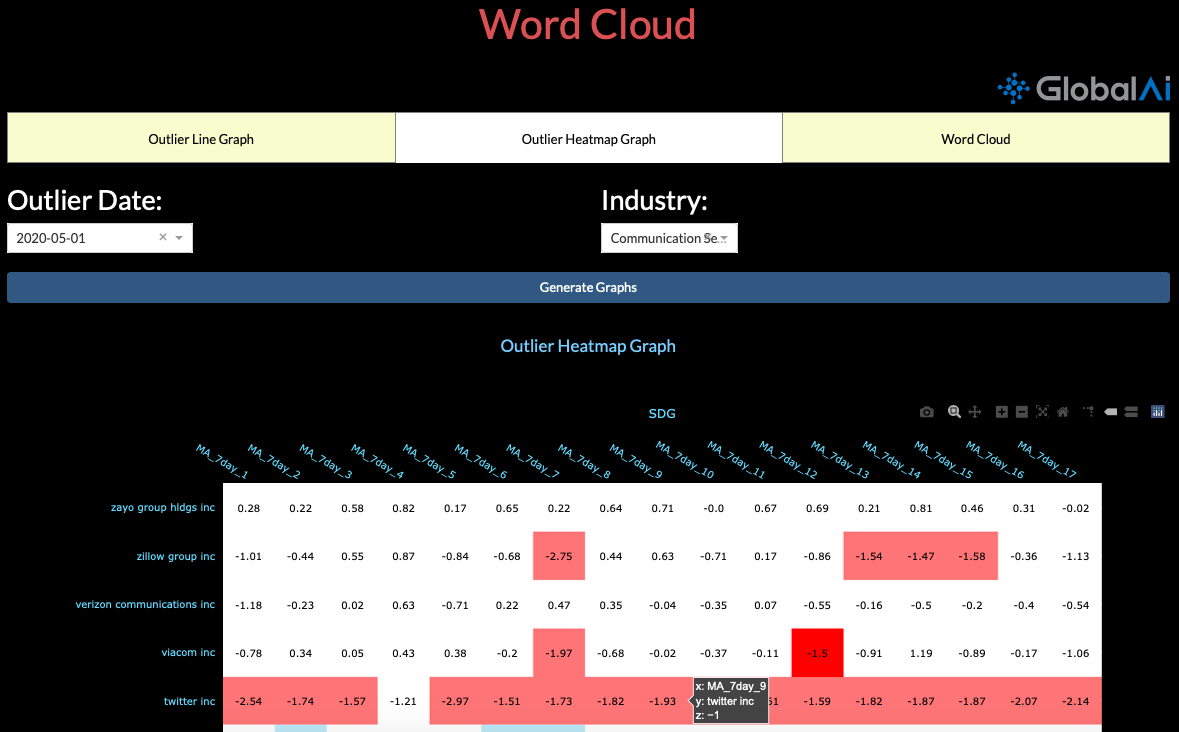 Word Cloud
GlobalAi
Outlier Line Graph
Outlier Heatmap Graph
Word Cloud
Outlier Date:
Industry:
2020-05-01 ×
Communication Se...
Generate Graphs
Outlier Heatmap Graph
SDG
MA_7day_1 MA_7day_2 MA_7day_3 MA_7day_4 MA_7day_5 MA_7day_6 MA_7day_7 MA_7day_8 MA_7day_9 MA_7day_10 MA_7day_11 MA_7day_12 MA_7day_13 MA_7day_14 MA_7day_15 MA_7day_16 MA_7day_17
zayo group hldgs inc 0.28 0.22 0.58 0.82 0.17 0.65 0.22 0.64 0.71 -0.0 0.67 0.69 0.21 0.81 0.46 0.31 -0.02
zillow group inc -1.01 -0.44 0.55 0.87 -0.84 -0.68 -2.75 0.44 0.63 -0.71 0.17 -0.86 -1.54 -1.47 -1.58 -0.36 -1.13
verizon communications inc -1.18 -0.23 0.02 0.63 -0.71 0.22 0.47 0.35 -0.04 -0.35 0.07 -0.55 -0.16 -0.5 -0.2 -0.4 -0.54
viacom inc -0.78 0.34 0.05 0.43 0.38 -0.2 -1.97 -0.68 -0.02 -0.37 -0.11 -1.5 -0.91 1.19 -0.89 -0.17 -1.06
twitter inc -2.54 -1.74 -1.57 -1.21 -2.97 -1.51 -1.73 -1.82 -1.93 -1.59 -1.82 -1.87 -1.87 -2.07 -2.14
x: MA_7day_9
y: twitter inc
z: −1